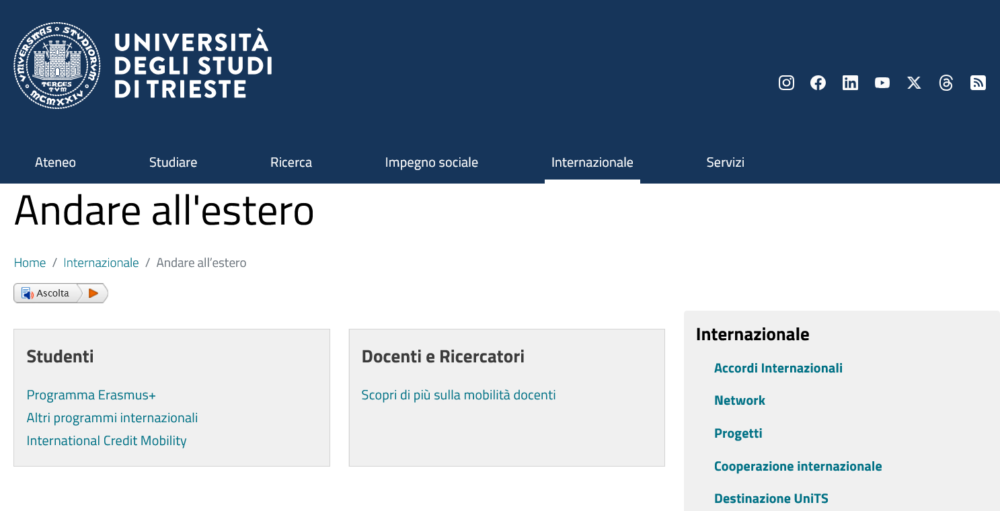 VNIVERSITAS STVDIORVM
TERGES
TVM
MCMXXIV
UNIVERSITÀ
DEGLI STUDI
DI TRIESTE
Ateneo
Studiare
Ricerca
Impegno sociale
Internazionale
Servizi
Andare all'estero
Home / Internazionale / Andare all’estero
Ascolta
Studenti
Programma Erasmus+
Altri programmi internazionali
International Credit Mobility
Docenti e Ricercatori
Scopri di più sulla mobilità docenti
Internazionale
Accordi Internazionali
Network
Progetti
Cooperazione internazionale
Destinazione UniTS